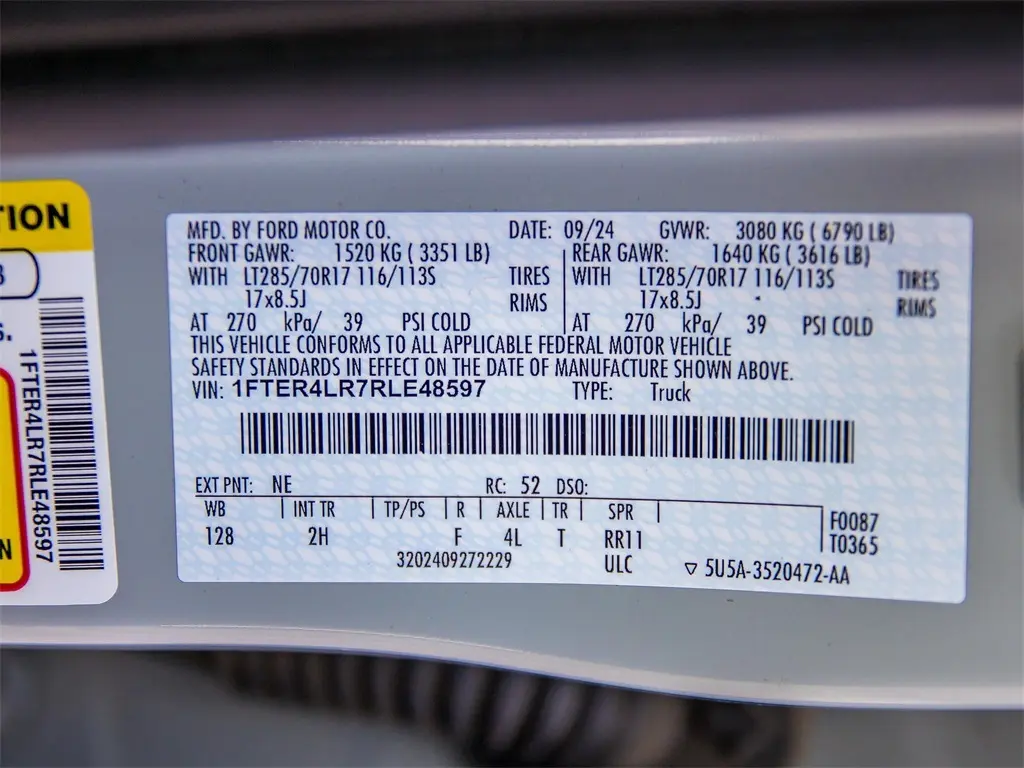 TION
3
S.
1FTER4LR7RLE48597
N
MFD. BY FORD MOTOR CO. DATE: 09/24 GVWR: 3080 KG ( 6790 LB)
FRONT GAWR: 1520 KG ( 3351 LB) REAR GAWR: 1640 KG ( 3616 LB)
WITH LT285/70R17 116/113S TIRES WITH LT285/70R17 116/113S TIRES
17x8.5J RIMS 17x8.5J RIMS
AT 270 kPa/ 39 PSI COLD AT 270 kPa/ 39 PSI COLD
THIS VEHICLE CONFORMS TO ALL APPLICABLE FEDERAL MOTOR VEHICLE
SAFETY STANDARDS IN EFFECT ON THE DATE OF MANUFACTURE SHOWN ABOVE.
VIN: 1FTER4LR7RLE48597 TYPE: Truck
EXT PNT: NE RC: 52 DSO:
WB INT TR TP/PS R AXLE TR SPR F0087
128 2H F 4L T RR11 T0365
3202409272229 ULC ▽ 5U5A-3520472-AA